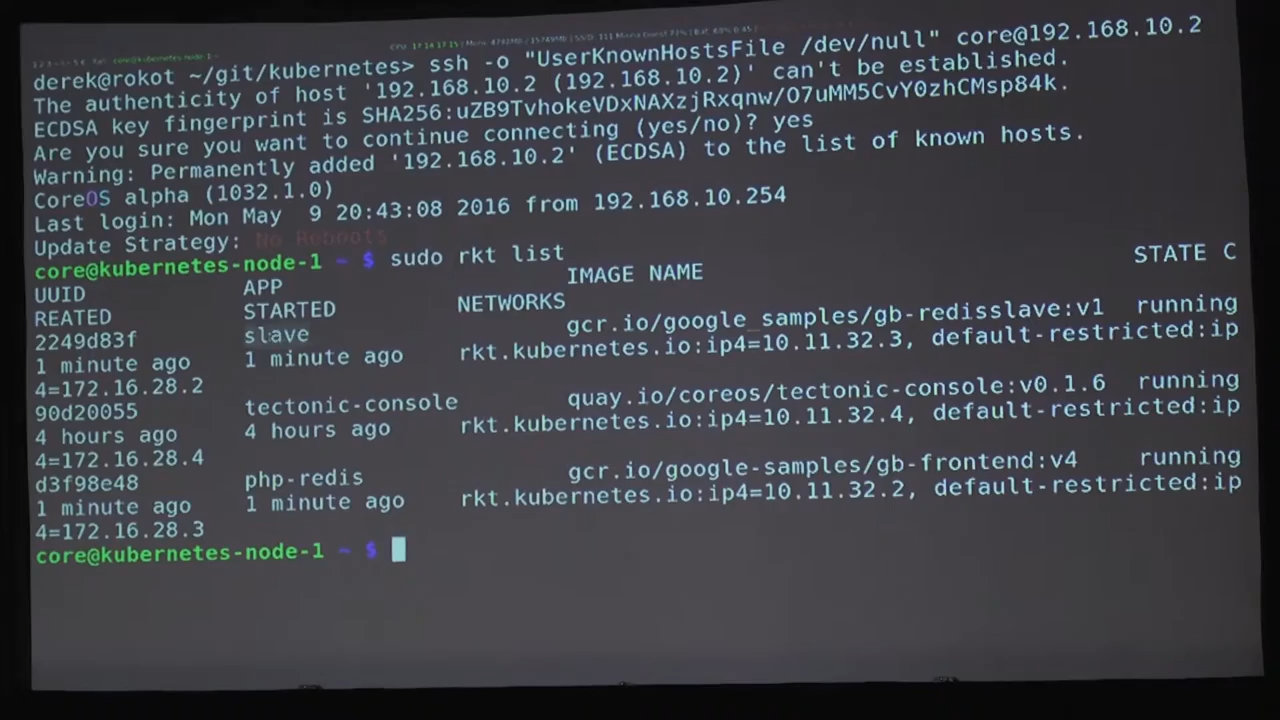 derek@rokot ~/git/kubernetes> ssh -o "UserKnownHostsFile /dev/null" core@192.168.10.2
The authenticity of host '192.168.10.2 (192.168.10.2)' can't be established.
ECDSA key fingerprint is SHA256:uZB9TvhokeVDxNAXzjRxqnw/O7uMM5CvY0zhCMsp84k.
Are you sure you want to continue connecting (yes/no)? yes
Warning: Permanently added '192.168.10.2' (ECDSA) to the list of known hosts.
CoreOS alpha (1032.1.0)
Last login: Mon May  9 20:43:08 2016 from 192.168.10.254
Update Strategy: No Reboots
core@kubernetes-node-1 ~ $ sudo rkt list
UUID APP IMAGE NAME STATE C
REATED STARTED NETWORKS
2249d83f slave gcr.io/google_samples/gb-redisslave:v1 running
1 minute ago 1 minute ago rkt.kubernetes.io:ip4=10.11.32.3, default-restricted:ip
4=172.16.28.2
90d20055 tectonic-console quay.io/coreos/tectonic-console:v0.1.6 running
4 hours ago 4 hours ago rkt.kubernetes.io:ip4=10.11.32.4, default-restricted:ip
4=172.16.28.4
d3f98e48 php-redis gcr.io/google-samples/gb-frontend:v4 running
1 minute ago 1 minute ago rkt.kubernetes.io:ip4=10.11.32.2, default-restricted:ip
4=172.16.28.3
core@kubernetes-node-1 ~ $